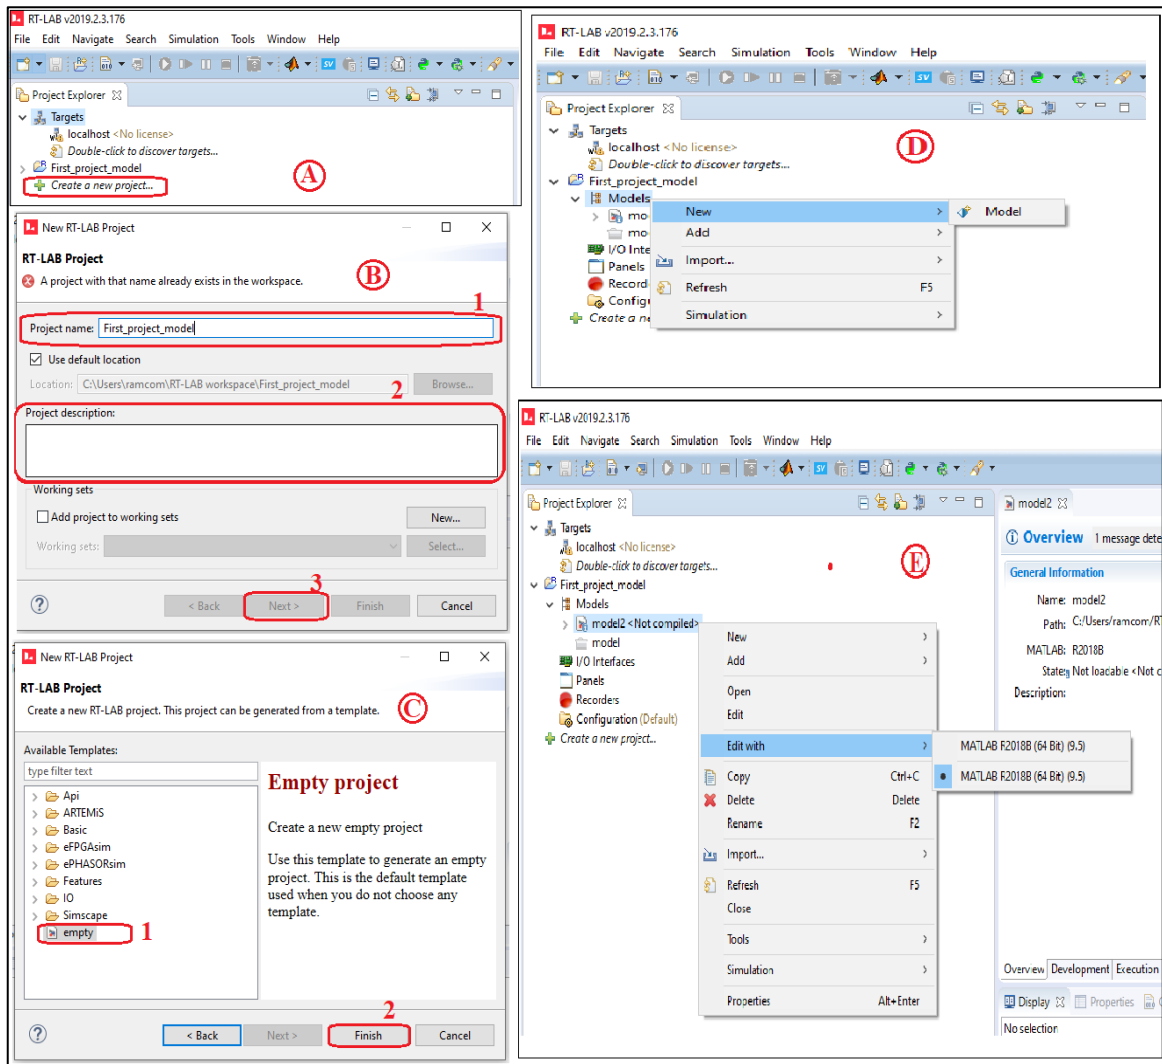 RT-LAB v2019.2.3.176
File Edit Navigate Search Simulation Tools Window Help
Project Explorer
Targets
localhost <No license>
Double-click to discover targets...
First_project_model
Create a new project...
A
New RT-LAB Project
RT-LAB Project
A project with that name already exists in the workspace.
B
1
Project name: First_project_model
Use default location
Location: C:\Users\ramcom\RT-LAB workspace\First_project_model Browse...
2
Project description:
Working sets
Add project to working sets New...
Working sets: Select...
3
< Back Next > Finish Cancel
New RT-LAB Project
RT-LAB Project
Create a new RT-LAB project. This project can be generated from a template.
C
Available Templates:
type filter text
Api
ARTEMiS
Basic
eFPGAsim
ePHASORsim
Features
IO
Simscape
empty 1
Empty project
Create a new empty project
Use this template to generate an empty
project. This is the default template
used when you do not choose any
template.
2
< Back Next > Finish Cancel
RT-LAB v2019.2.3.176
File Edit Navigate Search Simulation Tools Window Help
Project Explorer
Targets
localhost <No license>
Double-click to discover targets...
D
First_project_model
Models
mo
mo
I/O Inte
Panels
Record
Configu
Create a ne
New Model
Add
Import...
Refresh F5
Simulation
RT-LAB v2019.2.3.176
File Edit Navigate Search Simulation Tools Window Help
Project Explorer
Targets
localhost <No license>
Double-click to discover targets...
E
First_project_model
Models
model2 <Not compiled>
model
I/O Interfaces
Panels
Recorders
Configuration (Default)
Create a new project...
New
Add
Open
Edit
Edit with
MATLAB R2018B (64 Bit) (9.5)
MATLAB R2018B (64 Bit) (9.5)
Copy Ctrl+C
Delete Delete
Rename F2
Import...
Refresh F5
Close
Tools
Simulation
Properties Alt+Enter
model2
Overview 1 message dete
General Information
Name: model2
Path: C:/Users/ramcom/RT
MATLAB: R2018B
State: Not loadable <Not c
Description:
Overview Development Execution
Display Properties
No selection